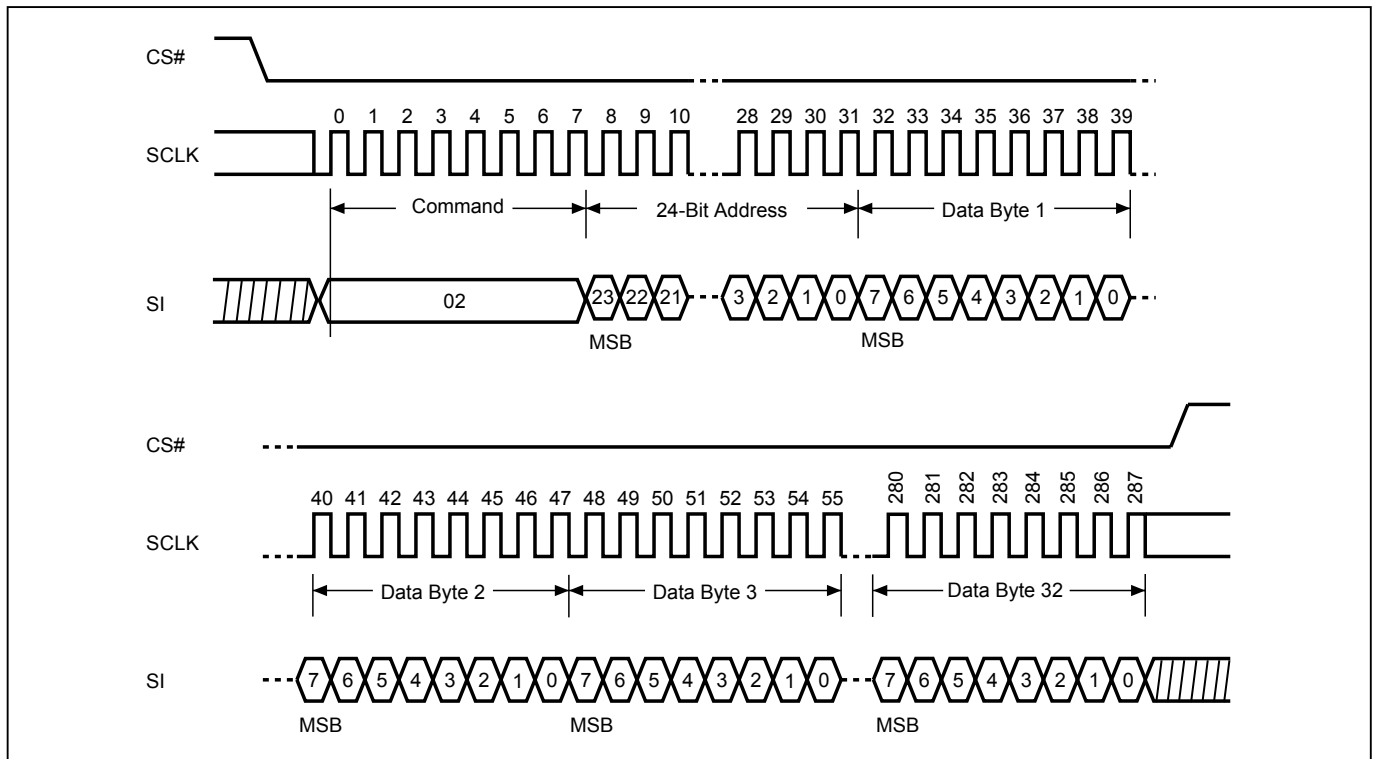 CS#
0 1 2 3 4 5 6 7 8 9 10 28 29 30 31 32 33 34 35 36 37 38 39
SCLK
Command 24-Bit Address Data Byte 1
SI 02 23 22 21 3 2 1 0 7 6 5 4 3 2 1 0
MSB MSB
CS#
40 41 42 43 44 45 46 47 48 49 50 51 52 53 54 55 280 281 282 283 284 285 286 287
SCLK
Data Byte 2 Data Byte 3 Data Byte 32
SI 7 6 5 4 3 2 1 0 7 6 5 4 3 2 1 0 7 6 5 4 3 2 1 0
MSB MSB MSB